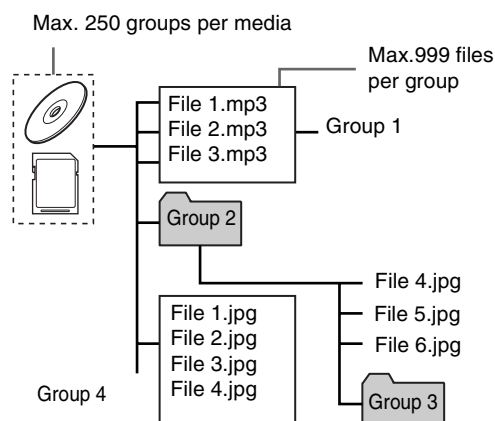 Max. 250 groups per media
Max.999 files
per group
File 1.mp3
File 2.mp3
File 3.mp3
Group 1
Group 2
File 4.jpg
File 5.jpg
File 6.jpg
Group 3
File 1.jpg
File 2.jpg
File 3.jpg
File 4.jpg
Group 4